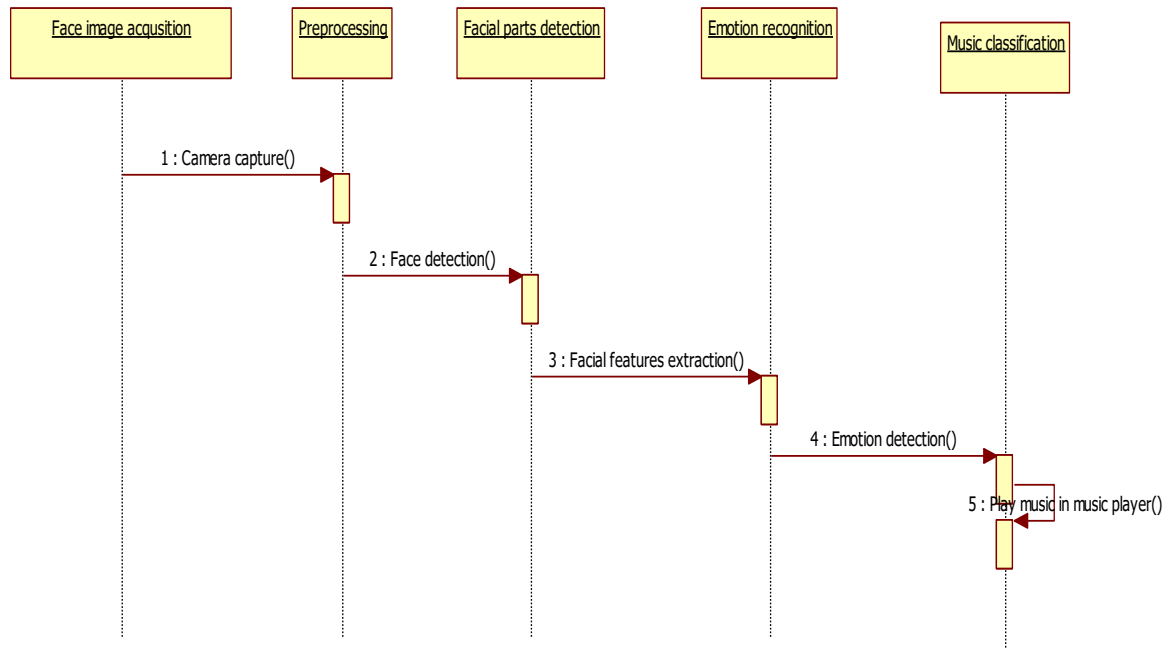 Face image acqusition
Preprocessing
Facial parts detection
Emotion recognition
Music classification
1 : Camera capture()
2 : Face detection()
3 : Facial features extraction()
4 : Emotion detection()
5 : Play music in music player()